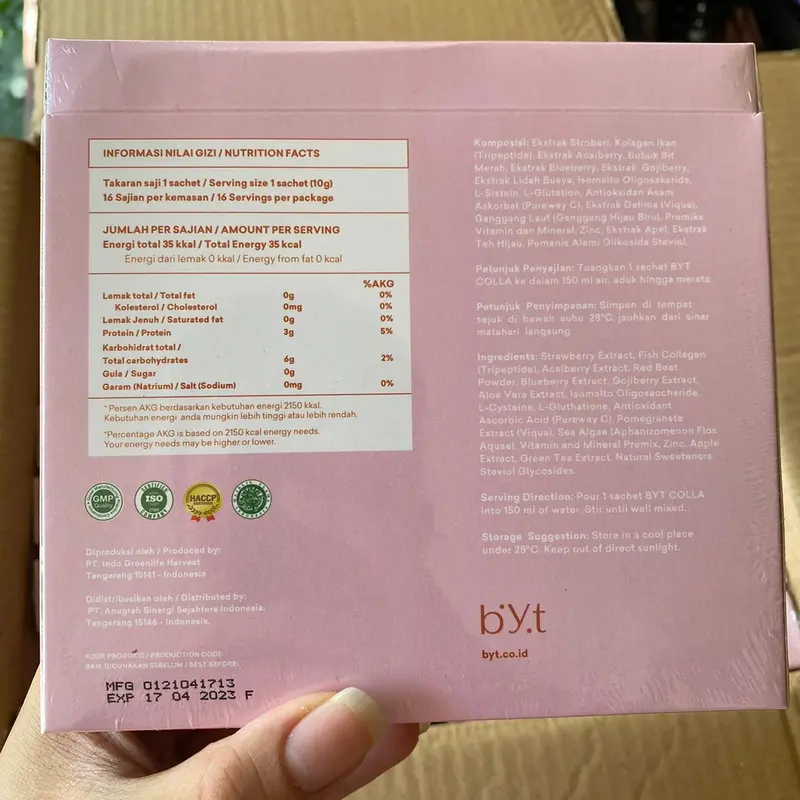 INFORMASI NILAI GIZI / NUTRITION FACTS
Takaran saji 1 sachet / Serving size 1 sachet (10g)
16 Sajian per kemasan / 16 Servings per package
JUMLAH PER SAJIAN / AMOUNT PER SERVING
Energi total 35 kkal / Total Energy 35 kcal
Energi dari lemak 0 kkal / Energy from fat 0 kcal
%AKG
Lemak total / Total fat 0g 0%
Kolesterol / Cholesterol 0mg 0%
Lemak Jenuh / Saturated fat 0g 0%
Protein / Protein 3g 5%
Karbohidrat total /
Total carbohydrates 6g 2%
Gula / Sugar 0g
Garam (Natrium) / Salt (Sodium) 0mg 0%
*Persen AKG berdasarkan kebutuhan energi 2150 kkal.
Kebutuhan energi anda mungkin lebih tinggi atau lebih rendah.
*Percentage AKG is based on 2150 kcal energy needs.
Your energy needs may be higher or lower.
GMP
Quality
CERTIFIED
ISO
COMPANY
HACCP
Diproduksi oleh / Produced by:
PT. Indo Greenlife Harvest
Tangerang 15141 - Indonesia
Didistribusikan oleh / Distributed by:
PT. Anugrah Sinergi Sejahtera Indonesia.
Tangerang 15146 - Indonesia.
KODE PRODUKSI / PRODUCTION CODE:
BAIK DIGUNAKAN SEBELUM / BEST BEFORE:
MFG 0121041713
EXP 17 04 2023 F
Komposisi: Ekstrak Stroberi, Kolagen Ikan
(Tripeptida), Ekstrak Acaiberry, Bubuk Bit
Merah, Ekstrak Blueberry, Ekstrak Gojiberry,
Ekstrak Lidah Buaya, Isomalto Oligosakarida,
L-Sistein, L-Glutation, Antioksidan Asam
Askorbat (Pureway C), Ekstrak Delima (Viqua),
Ganggang Laut (Ganggang Hijau Biru), Premiks
Vitamin dan Mineral, Zinc, Ekstrak Apel, Ekstrak
Teh Hijau, Pemanis Alami Glikosida Steviol.
Petunjuk Penyajian: Tuangkan 1 sachet BYT
COLLA ke dalam 150 ml air, aduk hingga merata.
Petunjuk Penyimpanan: Simpan di tempat
sejuk di bawah suhu 28°C, jauhkan dari sinar
matahari langsung
Ingredients: Strawberry Extract, Fish Collagen
(Tripeptide), Acaiberry Extract, Red Beet
Powder, Blueberry Extract, Gojiberry Extract,
Aloe Vera Extract, Isomalto Oligosaccharide,
L-Cysteine, L-Glutathione, Antioxidant
Ascorbic Acid (Pureway C), Pomegranate
Extract (Viqua), Sea Algae (Aphanizomenon Flos
Aquae), Vitamin and Mineral Premix, Zinc, Apple
Extract, Green Tea Extract, Natural Sweeteners
Steviol Glycosides.
Serving Direction: Pour 1 sachet BYT COLLA
into 150 ml of water. Stir until well mixed.
Storage Suggestion: Store in a cool place
under 28°C. Keep out of direct sunlight.
byt
byt.co.id